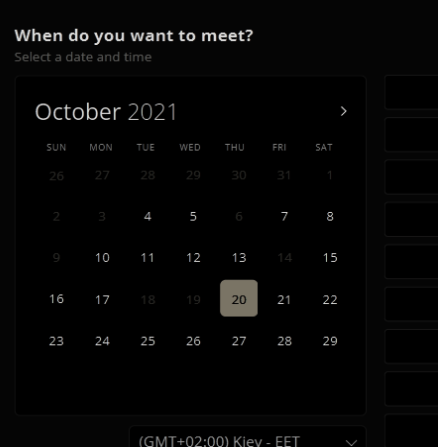 When do you want to meet?
Select a date and time
October 2021
SUN MON TUE WED THU FRI SAT
26 27 28 29 30 31 1
2 3 4 5 6 7 8
9 10 11 12 13 14 15
16 17 18 19 20 21 22
23 24 25 26 27 28 29
(GMT+02:00) Kiev - EET